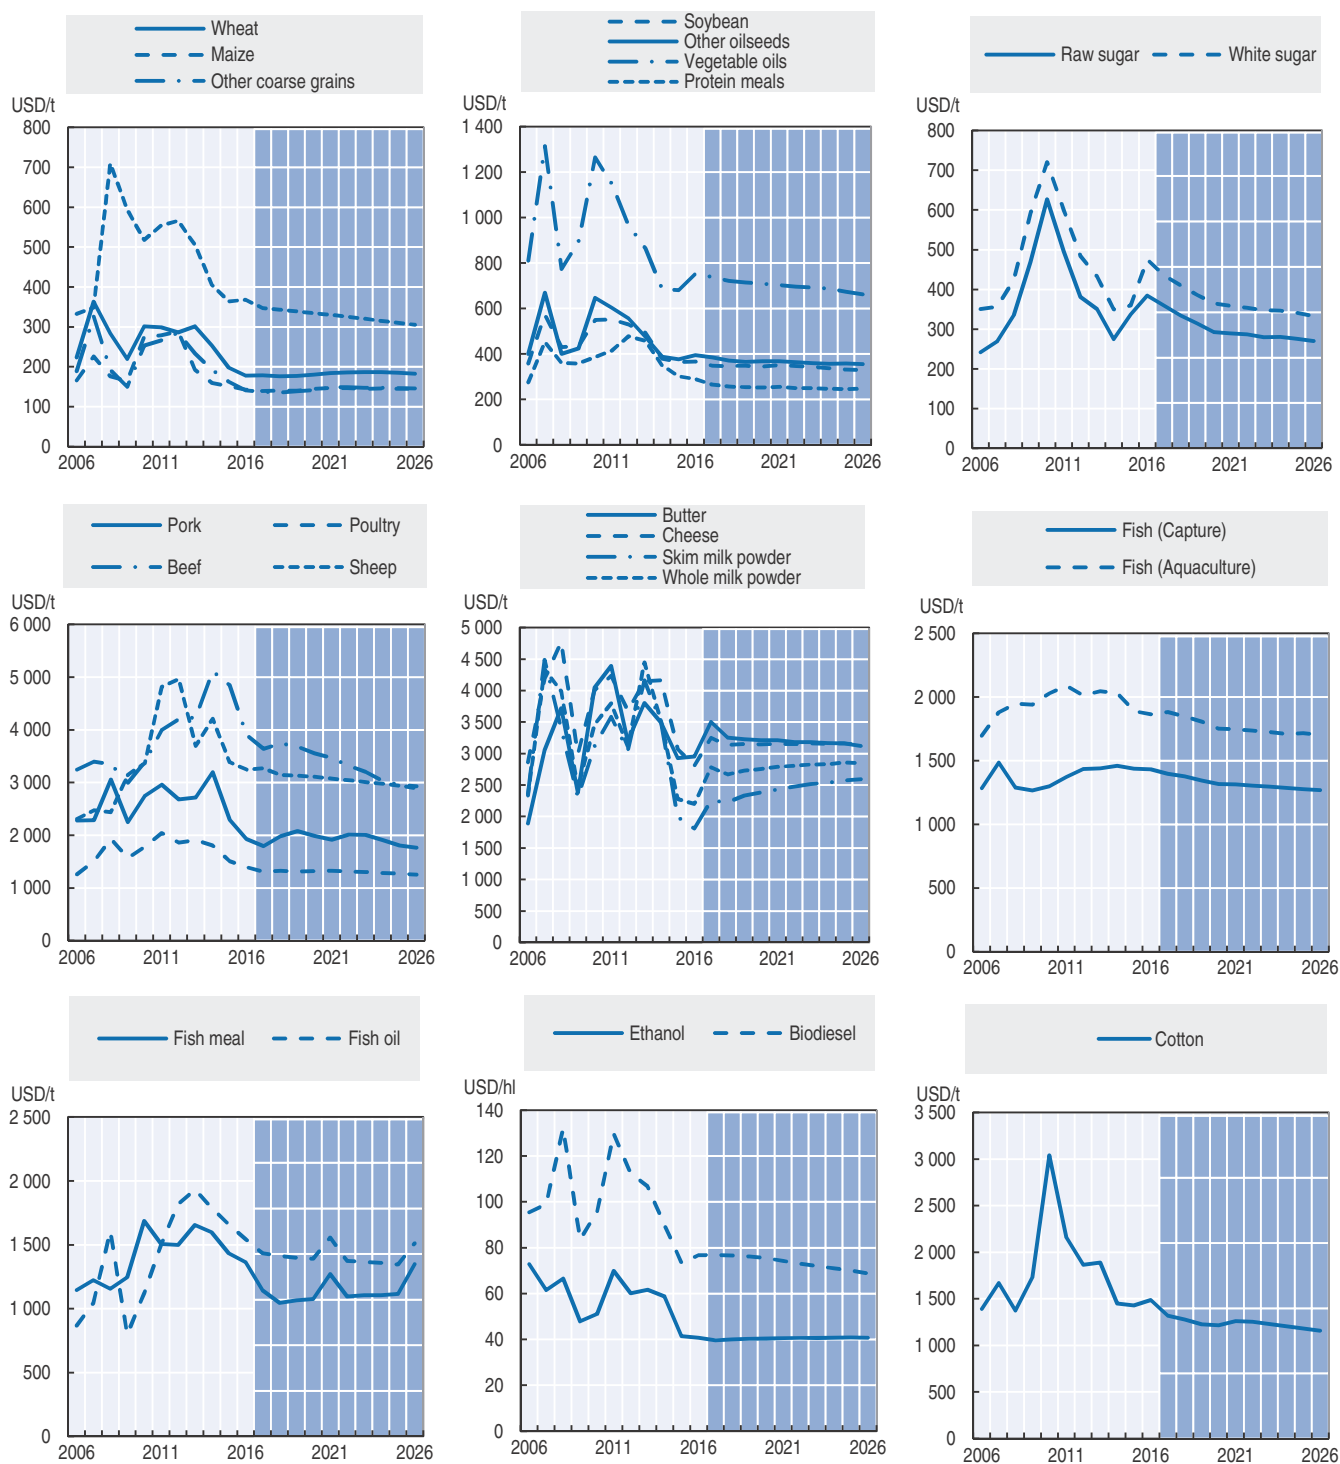 Wheat
Maize
Other coarse grains
USD/t
800
700
600
500
400
300
200
100
0
2006 2011 2016 2021 2026
Soybean
Other oilseeds
Vegetable oils
Protein meals
USD/t
1 400
1 200
1 000
800
600
400
200
0
2006 2011 2016 2021 2026
Raw sugar White sugar
USD/t
800
700
600
500
400
300
200
100
0
2006 2011 2016 2021 2026
Pork Poultry
Beef Sheep
USD/t
6 000
5 000
4 000
3 000
2 000
1 000
0
2006 2011 2016 2021 2026
Butter
Cheese
Skim milk powder
Whole milk powder
USD/t
5 000
4 500
4 000
3 500
3 000
2 500
2 000
1 500
1 000
500
0
2006 2011 2016 2021 2026
Fish (Capture)
Fish (Aquaculture)
USD/t
2 500
2 000
1 500
1 000
500
0
2006 2011 2016 2021 2026
Fish meal Fish oil
USD/t
2 500
2 000
1 500
1 000
500
0
2006 2011 2016 2021 2026
Ethanol Biodiesel
USD/hl
140
120
100
80
60
40
20
0
2006 2011 2016 2021 2026
Cotton
USD/t
3 500
3 000
2 500
2 000
1 500
1 000
500
0
2006 2011 2016 2021 2026